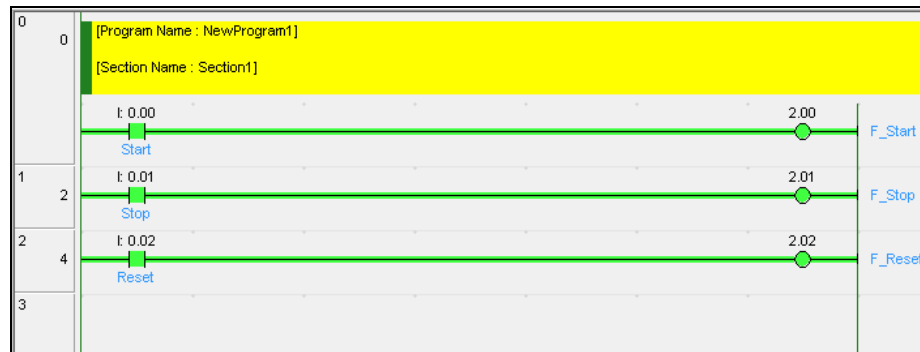 0
0
[Program Name : NewProgram1]
[Section Name : Section1]
I: 0.00
2.00
F_Start
Start
1
2
I: 0.01
2.01
F_Stop
Stop
2
4
I: 0.02
2.02
F_Reset
Reset
3